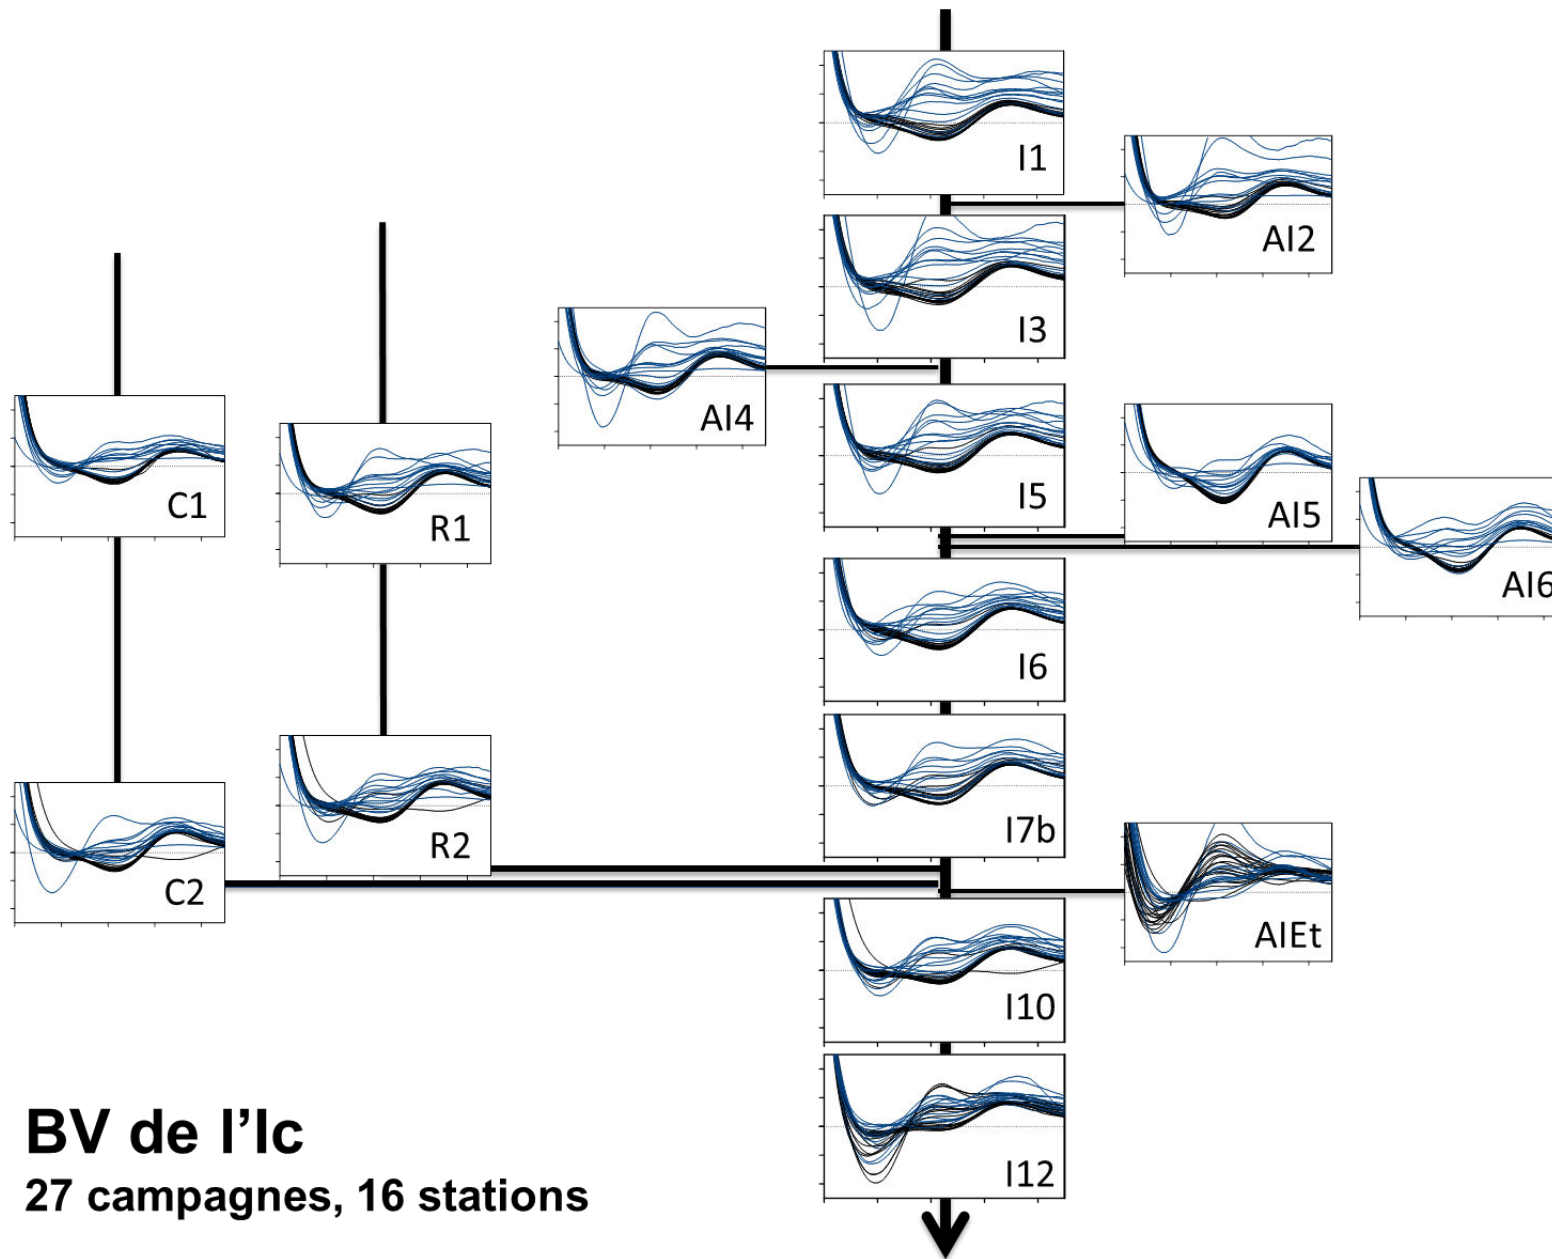 I1
AI2
I3
AI4
C1
R1
I5
AI5
AI6
I6
I7b
R2
C2
AIEt
I10
I12
BV de l’Ic
27 campagnes, 16 stations